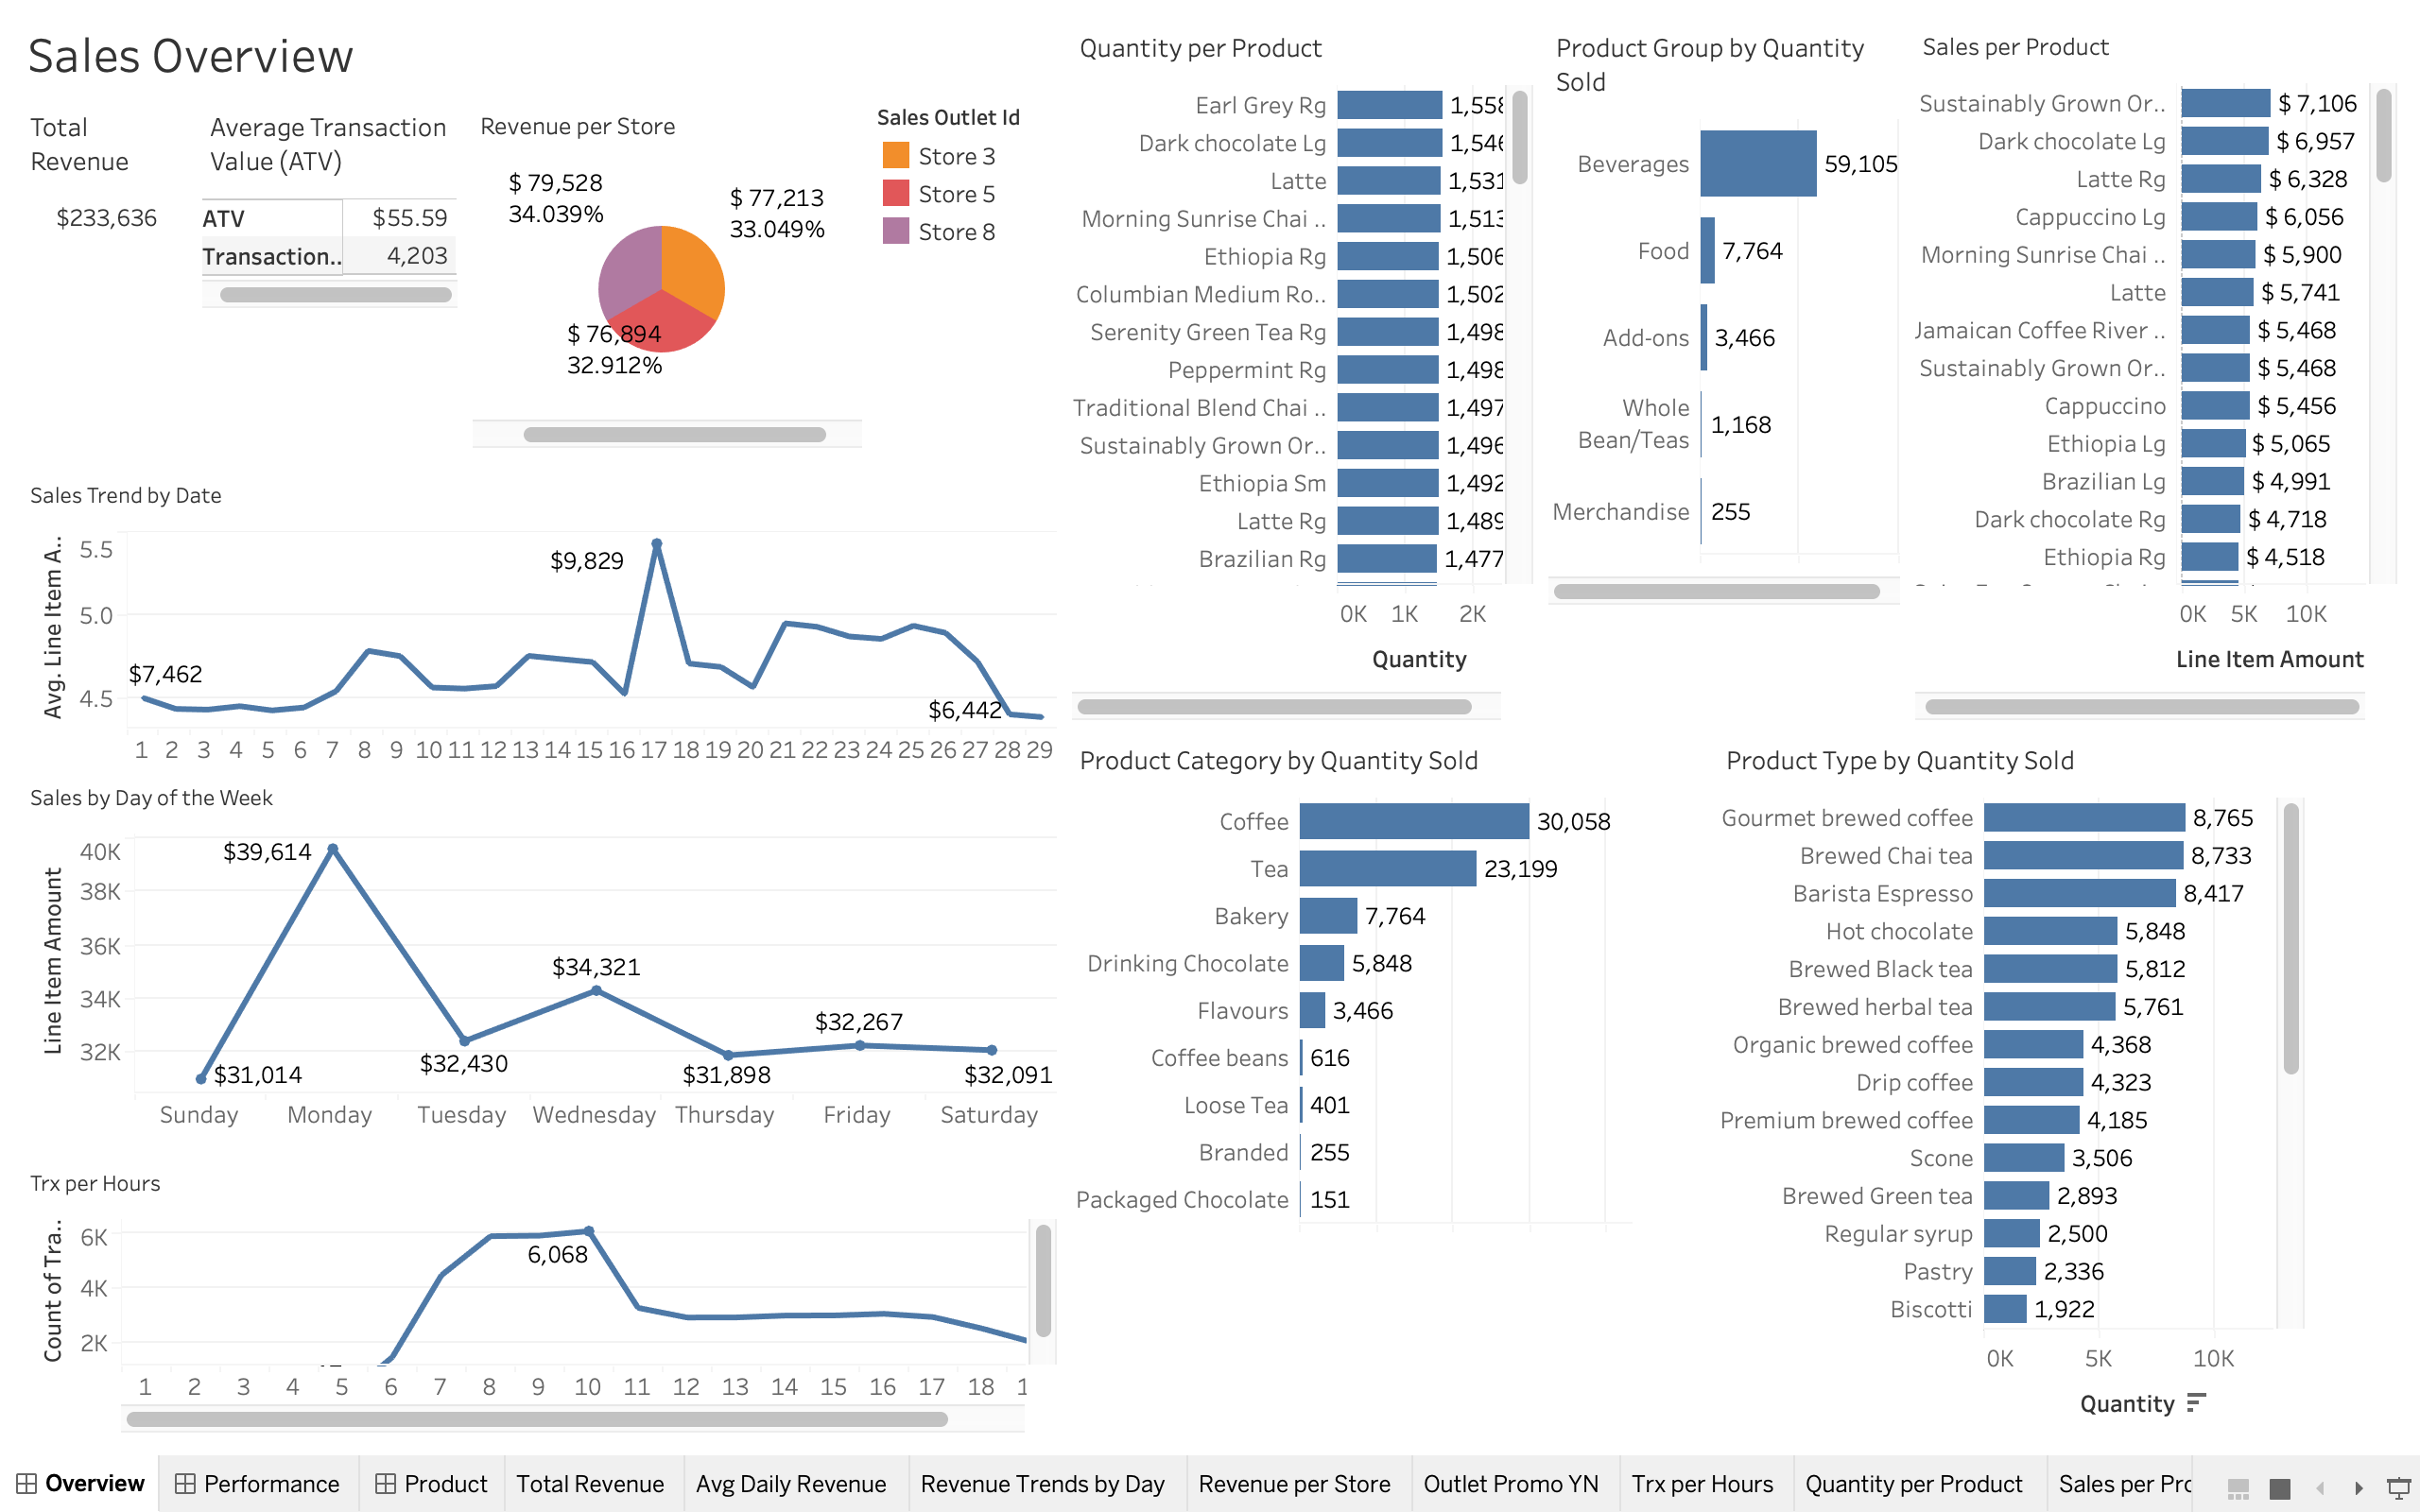 Sales Overview
Total
Revenue
$233,636
Average Transaction
Value (ATV)
ATV $55.59
Transaction.. 4,203
Revenue per Store
$ 79,528
34.039%
$ 77,213
33.049%
$ 76,894
32.912%
Sales Outlet Id
Store 3
Store 5
Store 8
Sales Trend by Date
Avg. Line Item A..
5.5
5.0
4.5
$7,462
$9,829
$6,442
1 2 3 4 5 6 7 8 9 10 11 12 13 14 15 16 17 18 19 20 21 22 23 24 25 26 27 28 29
Sales by Day of the Week
Line Item Amount
40K
38K
36K
34K
32K
$31,014
$39,614
$32,430
$34,321
$31,898
$32,267
$32,091
Sunday Monday Tuesday Wednesday Thursday Friday Saturday
Trx per Hours
Count of Tra..
6K
4K
2K
6,068
1 2 3 4 5 6 7 8 9 10 11 12 13 14 15 16 17 18
Quantity per Product
Earl Grey Rg 1,558
Dark chocolate Lg 1,546
Latte 1,531
Morning Sunrise Chai .. 1,513
Ethiopia Rg 1,506
Columbian Medium Ro.. 1,502
Serenity Green Tea Rg 1,498
Peppermint Rg 1,498
Traditional Blend Chai .. 1,497
Sustainably Grown Or.. 1,496
Ethiopia Sm 1,492
Latte Rg 1,489
Brazilian Rg 1,477
0K 1K 2K
Quantity
Product Group by Quantity
Sold
Beverages 59,105
Food 7,764
Add-ons 3,466
Whole
Bean/Teas 1,168
Merchandise 255
Sales per Product
Sustainably Grown Or.. $ 7,106
Dark chocolate Lg $ 6,957
Latte Rg $ 6,328
Cappuccino Lg $ 6,056
Morning Sunrise Chai .. $ 5,900
Latte $ 5,741
Jamaican Coffee River .. $ 5,468
Sustainably Grown Or.. $ 5,468
Cappuccino $ 5,456
Ethiopia Lg $ 5,065
Brazilian Lg $ 4,991
Dark chocolate Rg $ 4,718
Ethiopia Rg $ 4,518
0K 5K 10K
Line Item Amount
Product Category by Quantity Sold
Coffee 30,058
Tea 23,199
Bakery 7,764
Drinking Chocolate 5,848
Flavours 3,466
Coffee beans 616
Loose Tea 401
Branded 255
Packaged Chocolate 151
Product Type by Quantity Sold
Gourmet brewed coffee 8,765
Brewed Chai tea 8,733
Barista Espresso 8,417
Hot chocolate 5,848
Brewed Black tea 5,812
Brewed herbal tea 5,761
Organic brewed coffee 4,368
Drip coffee 4,323
Premium brewed coffee 4,185
Scone 3,506
Brewed Green tea 2,893
Regular syrup 2,500
Pastry 2,336
Biscotti 1,922
0K 5K 10K
Quantity
Overview Performance Product Total Revenue Avg Daily Revenue Revenue Trends by Day Revenue per Store Outlet Promo YN Trx per Hours Quantity per Product Sales per Pro